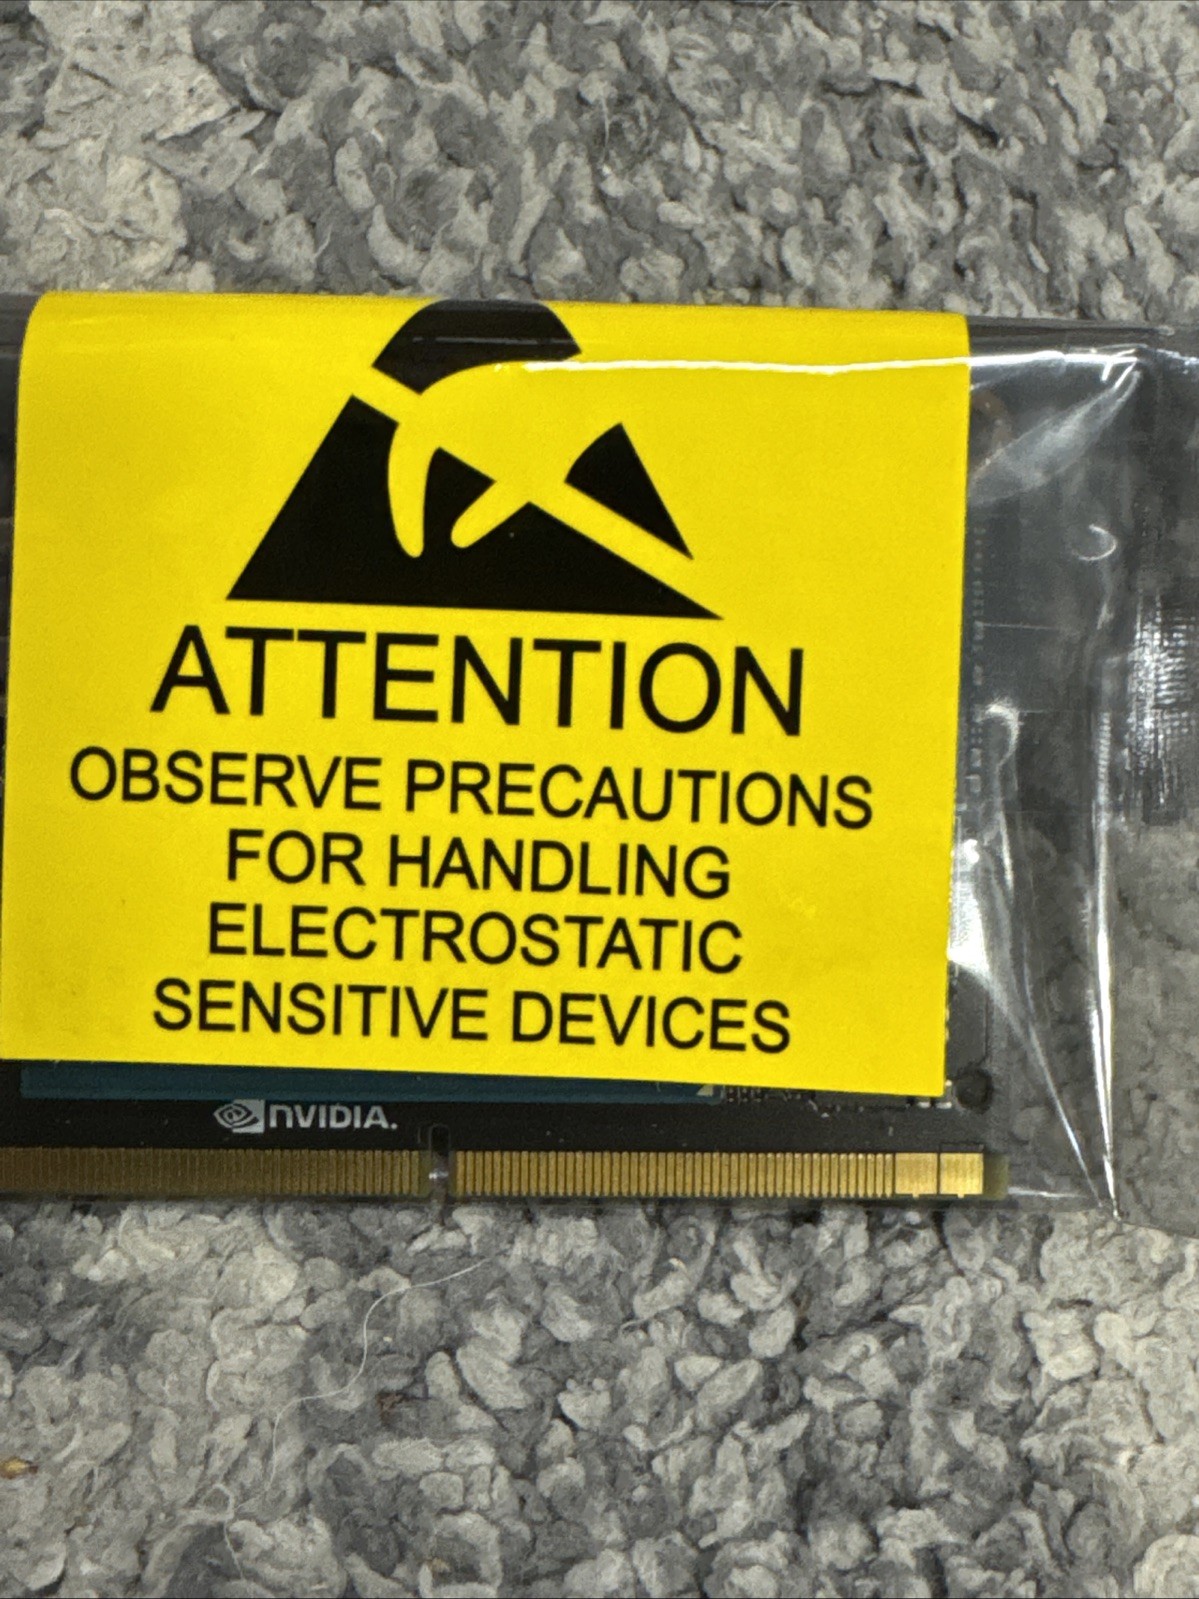 ATTENTION
OBSERVE PRECAUTIONS
FOR HANDLING
ELECTROSTATIC
SENSITIVE DEVICES
NVIDIA.